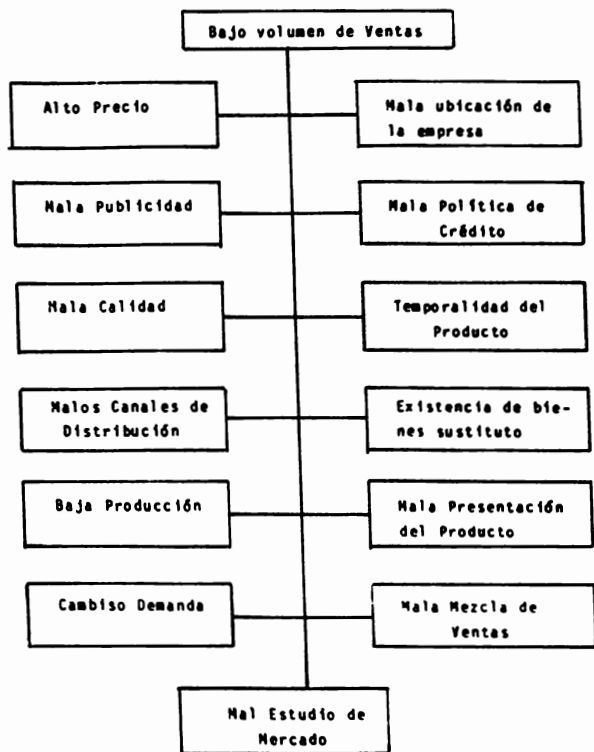 Bajo volumen de Ventas
Alto Precio
Mala ubicación de
la empresa
Mala Publicidad
Mala Política de
Crédito
Mala Calidad
Temporalidad del
Producto
Malos Canales de
Distribución
Existencia de bie-
nes sustituto
Baja Producción
Mala Presentación
del Producto
Cambiso Demanda
Mala Mezcla de
Ventas
Mal Estudio de
Mercado